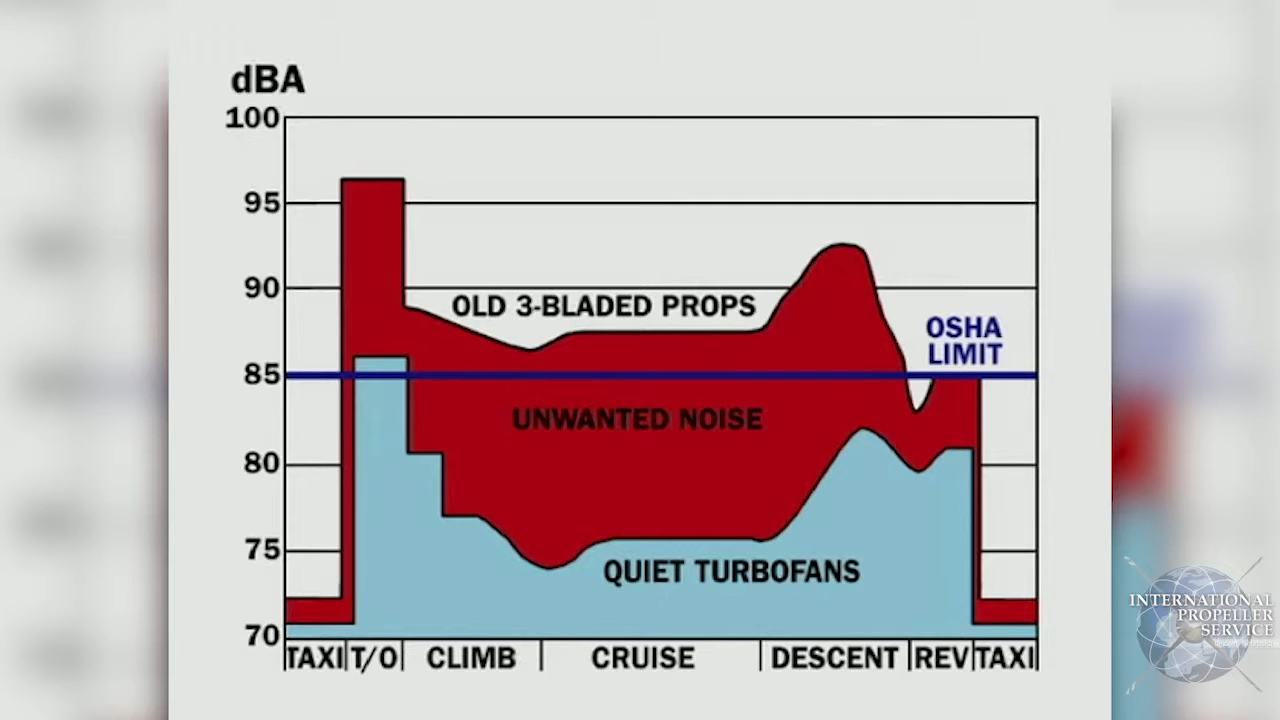 dBA
100
95
90
85
80
75
70
OLD 3-BLADED PROPS
OSHA
LIMIT
UNWANTED NOISE
QUIET TURBOFANS
TAXI T/O CLIMB CRUISE DESCENT REV TAXI
INTERNATIONAL
PROPELLER
SERVICE